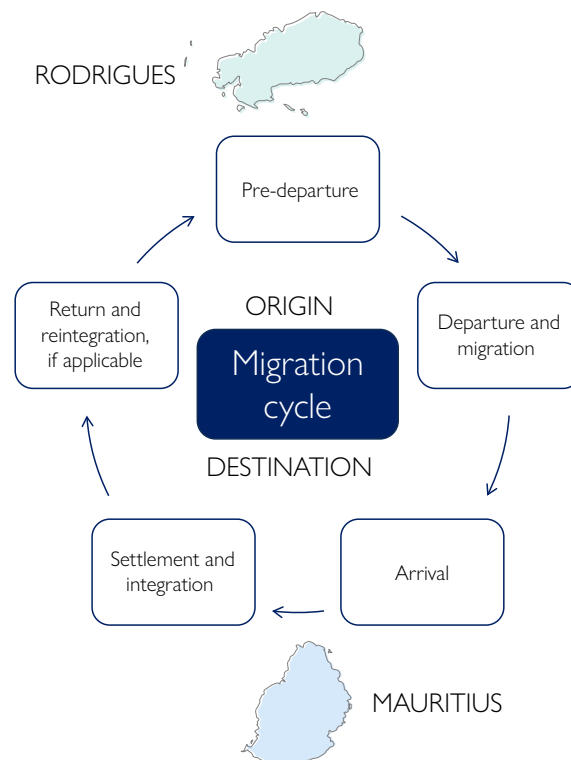 RODRIGUES
Pre-departure
Return and
reintegration,
if applicable
ORIGIN
Departure and
migration
Migration
cycle
DESTINATION
Settlement and
integration
Arrival
MAURITIUS